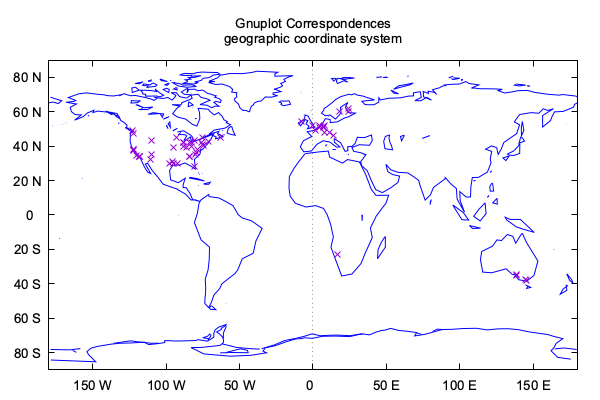 Gnuplot Correspondences
geographic coordinate system
80 N
60 N
40 N
20 N
0
20 S
40 S
60 S
80 S
150 W 100 W 50 W 0 50 E 100 E 150 E